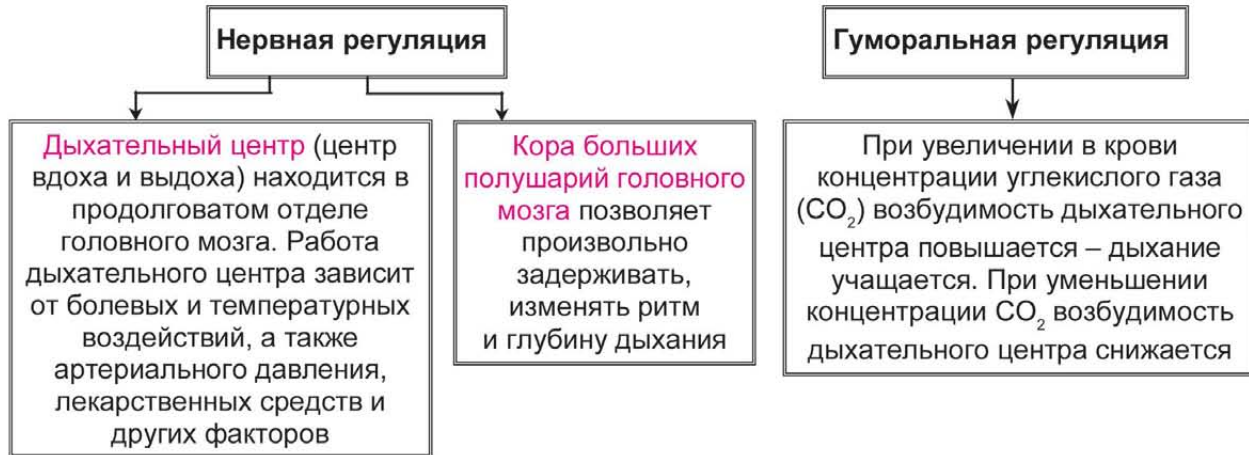 Нервная регуляция
Дыхательный центр (центр
вдоха и выдоха) находится в
продолговатом отделе
головного мозга. Работа
дыхательного центра зависит
от болевых и температурных
воздействий, а также
артериального давления,
лекарственных средств и
других факторов
Кора больших
полушарий головного
мозга позволяет
произвольно
задерживать,
изменять ритм
и глубину дыхания
Гуморальная регуляция
При увеличении в крови
концентрации углекислого газа
(CO₂) возбудимость дыхательного
центра повышается – дыхание
учащается. При уменьшении
концентрации CO₂ возбудимость
дыхательного центра снижается